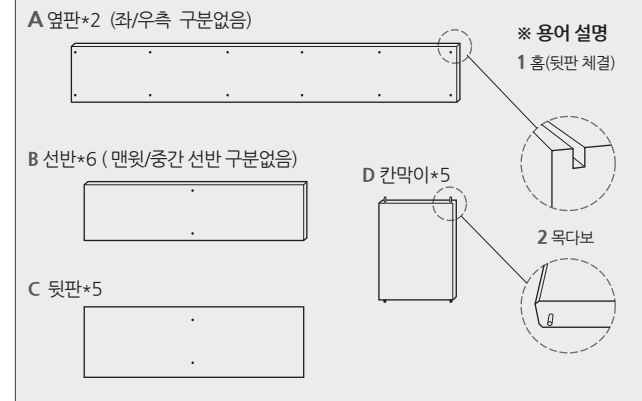 A 옆판*2 (좌/우측 구분없음)
※ 용어 설명
1 홈(뒷판 체결)
B 선반*6 ( 맨윗/중간 선반 구분없음)
D 칸막이*5
2 목다보
C 뒷판*5